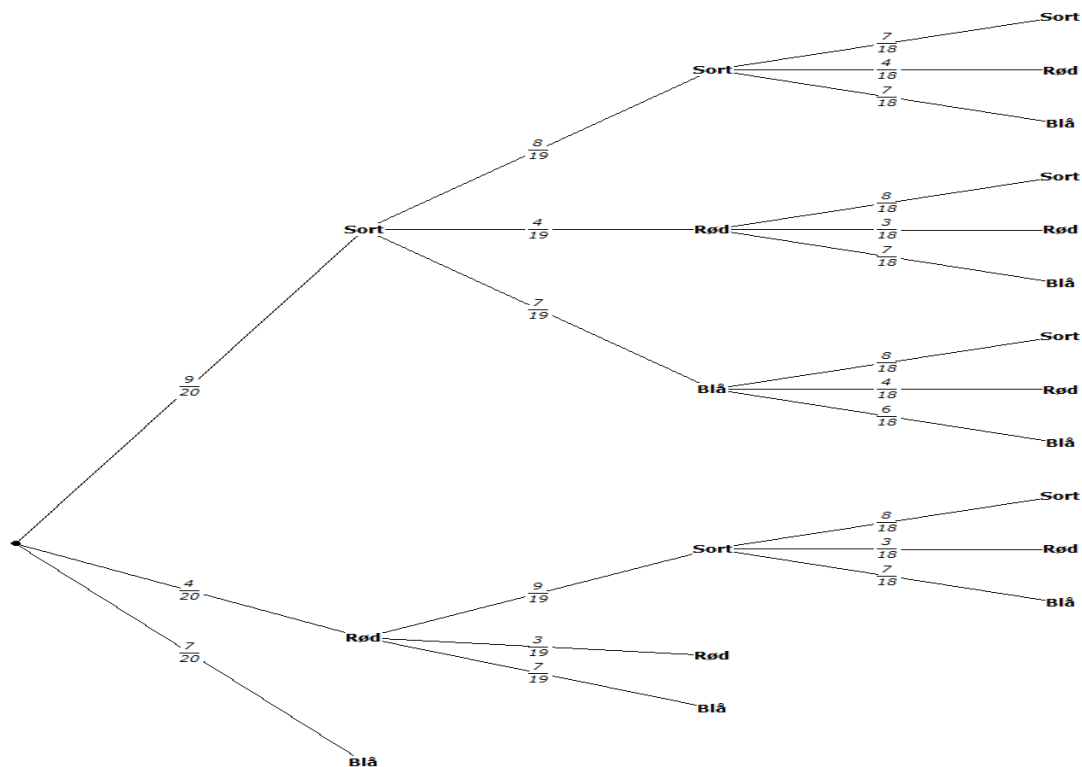 Sort
7/18
Sort
4/18
Rød
7/18
Blå
8/19
Sort
8/18
Sort
4/19
Rød
3/18
Rød
7/18
Blå
7/19
Sort
8/18
9/20
Blå
4/18
Rød
6/18
Blå
Sort
8/18
Sort
3/18
Rød
7/18
9/19
4/20
Blå
Rød
3/19
Rød
7/20
7/19
Blå
Blå